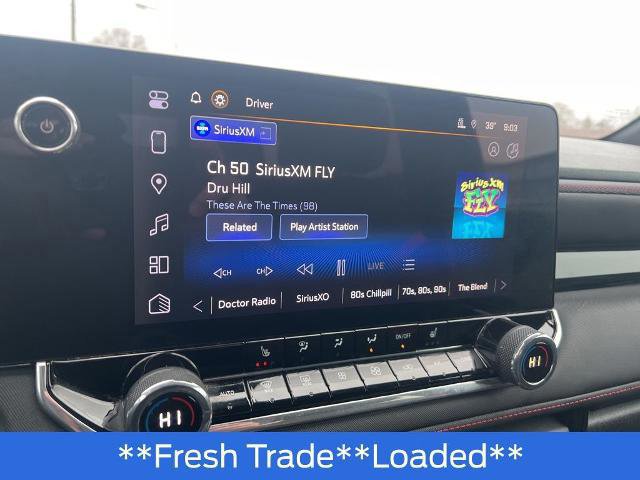 Driver
38°
9:03
SiriusXM
Ch 50 SiriusXM FLY
Dru Hill
These Are The Times (98)
Related
Play Artist Station
SiriusXM
FLY
CH
CH
LIVE
Doctor Radio
SiriusXO
80s Chillpill
70s, 80s, 90s
The Blend
ON/OFF
AUTO
HI
HI
**Fresh Trade**Loaded**